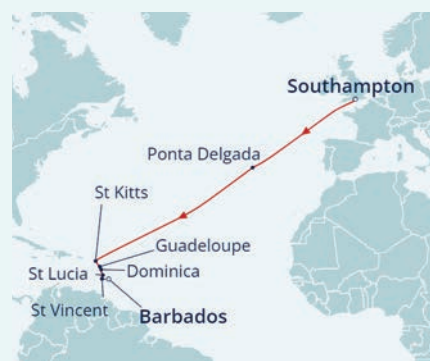 Southampton
Ponta Delgada
St Kitts
Guadeloupe
St Lucia
Dominica
St Vincent
Barbados